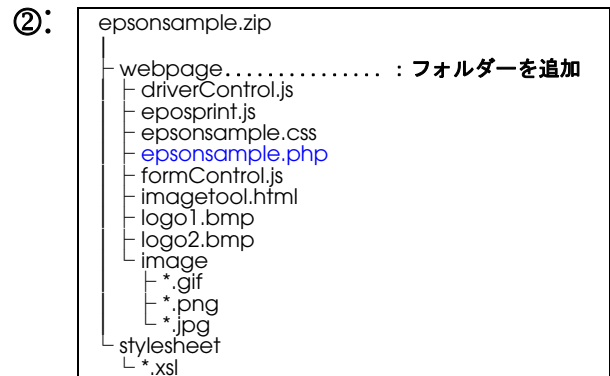 ②:
epsonsample.zip
webpage............... : フォルダーを追加
driverControl.js
eposprint.js
epsonsample.css
epsonsample.php
formControl.js
imagetool.html
logo1.bmp
logo2.bmp
image
*.gif
*.png
*.jpg
stylesheet
*.xsl